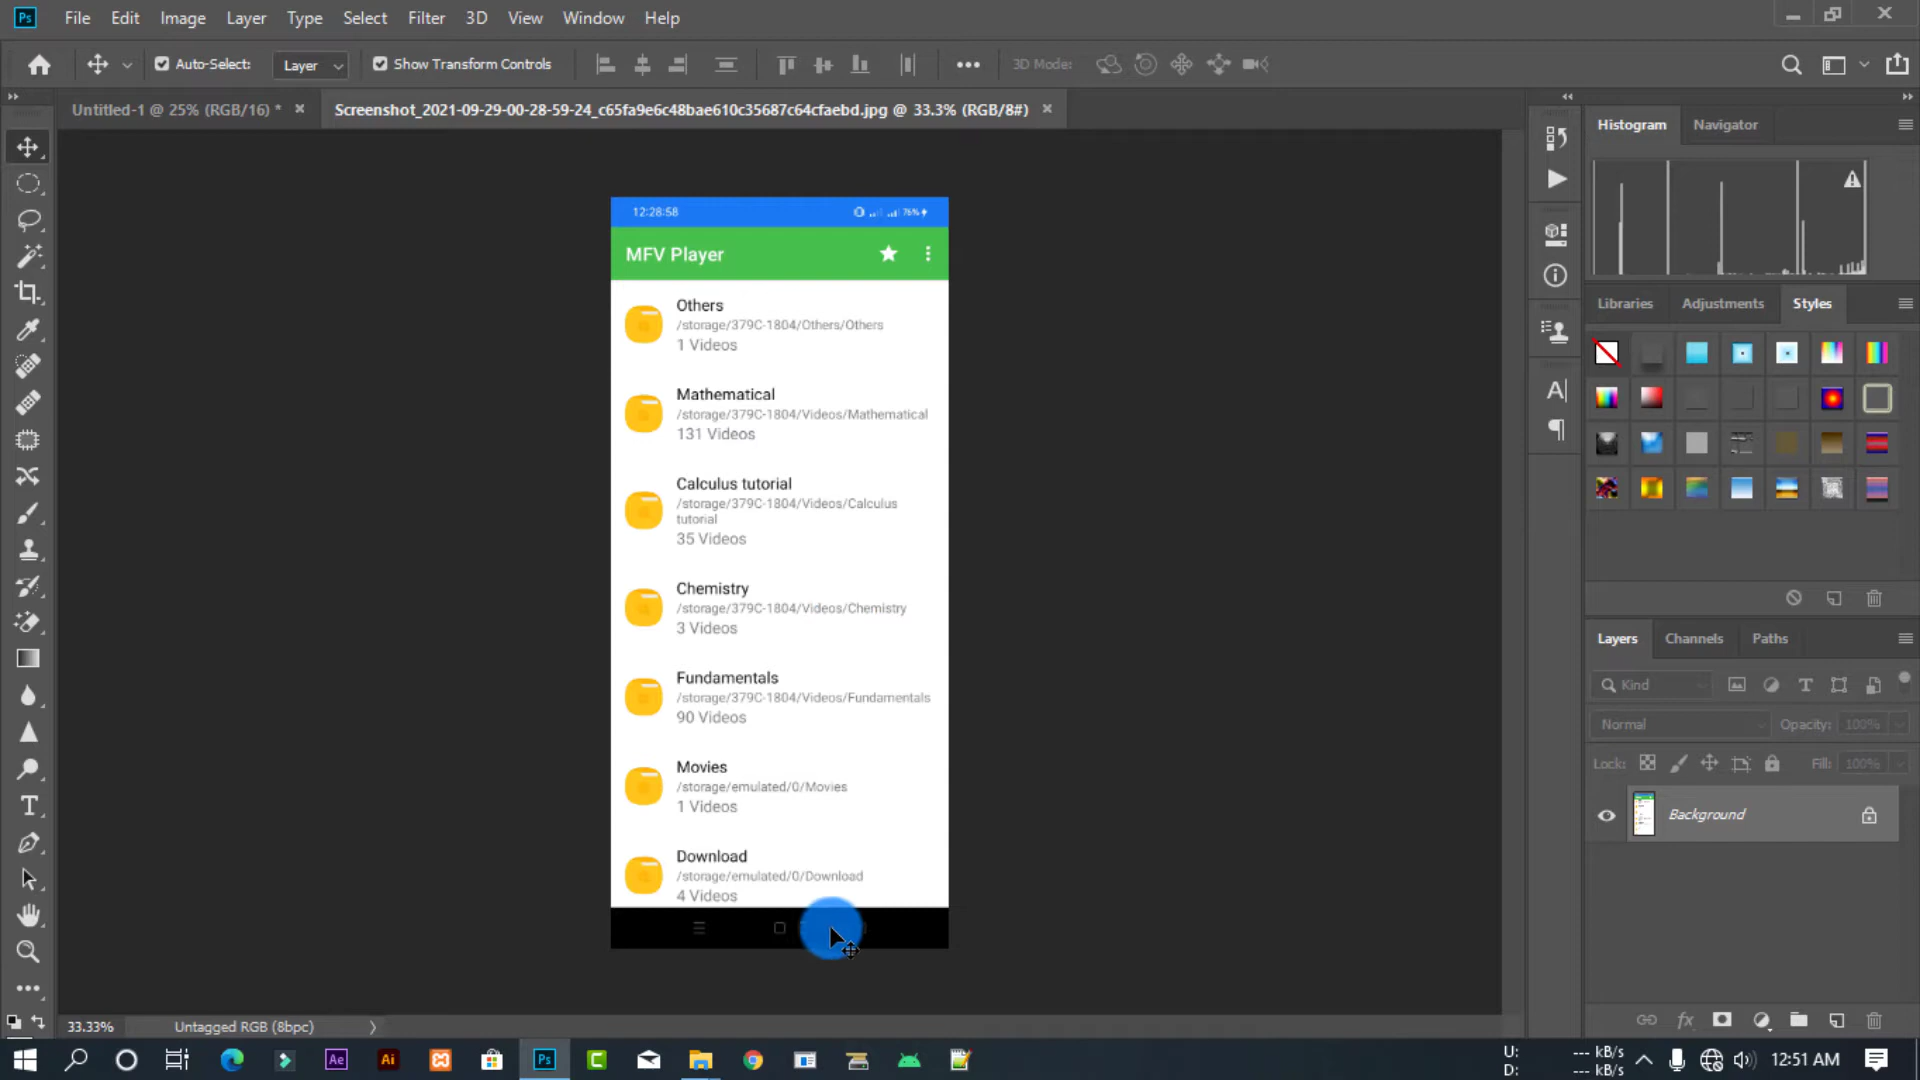 Ps File Edit Image Layer Type Select Filter 3D View Window Help
Auto-Select: Layer Show Transform Controls 3D Mode:
Untitled-1 @ 25% (RGB/16) *
Screenshot_2021-09-29-00-28-59-24_c65fa9e6c48bae610c35687c64cfaebd.jpg @ 33.3% (RGB/8#)
Histogram Navigator
12:28:58 76%
MFV Player
Others
/storage/379C-1804/Others/Others
1 Videos
Mathematical
/storage/379C-1804/Videos/Mathematical
131 Videos
Calculus tutorial
/storage/379C-1804/Videos/Calculus
tutorial
35 Videos
Chemistry
/storage/379C-1804/Videos/Chemistry
3 Videos
Fundamentals
/storage/379C-1804/Videos/Fundamentals
90 Videos
Movies
/storage/emulated/0/Movies
1 Videos
Download
/storage/emulated/0/Download
4 Videos
Libraries Adjustments Styles
Layers Channels Paths
Kind
Normal Opacity: 100%
Lock: Fill: 100%
Background
fx
33.33% Untagged RGB (8bpc)
Ae Ai Ps C
U: --- kB/s
D: --- kB/s
12:51 AM